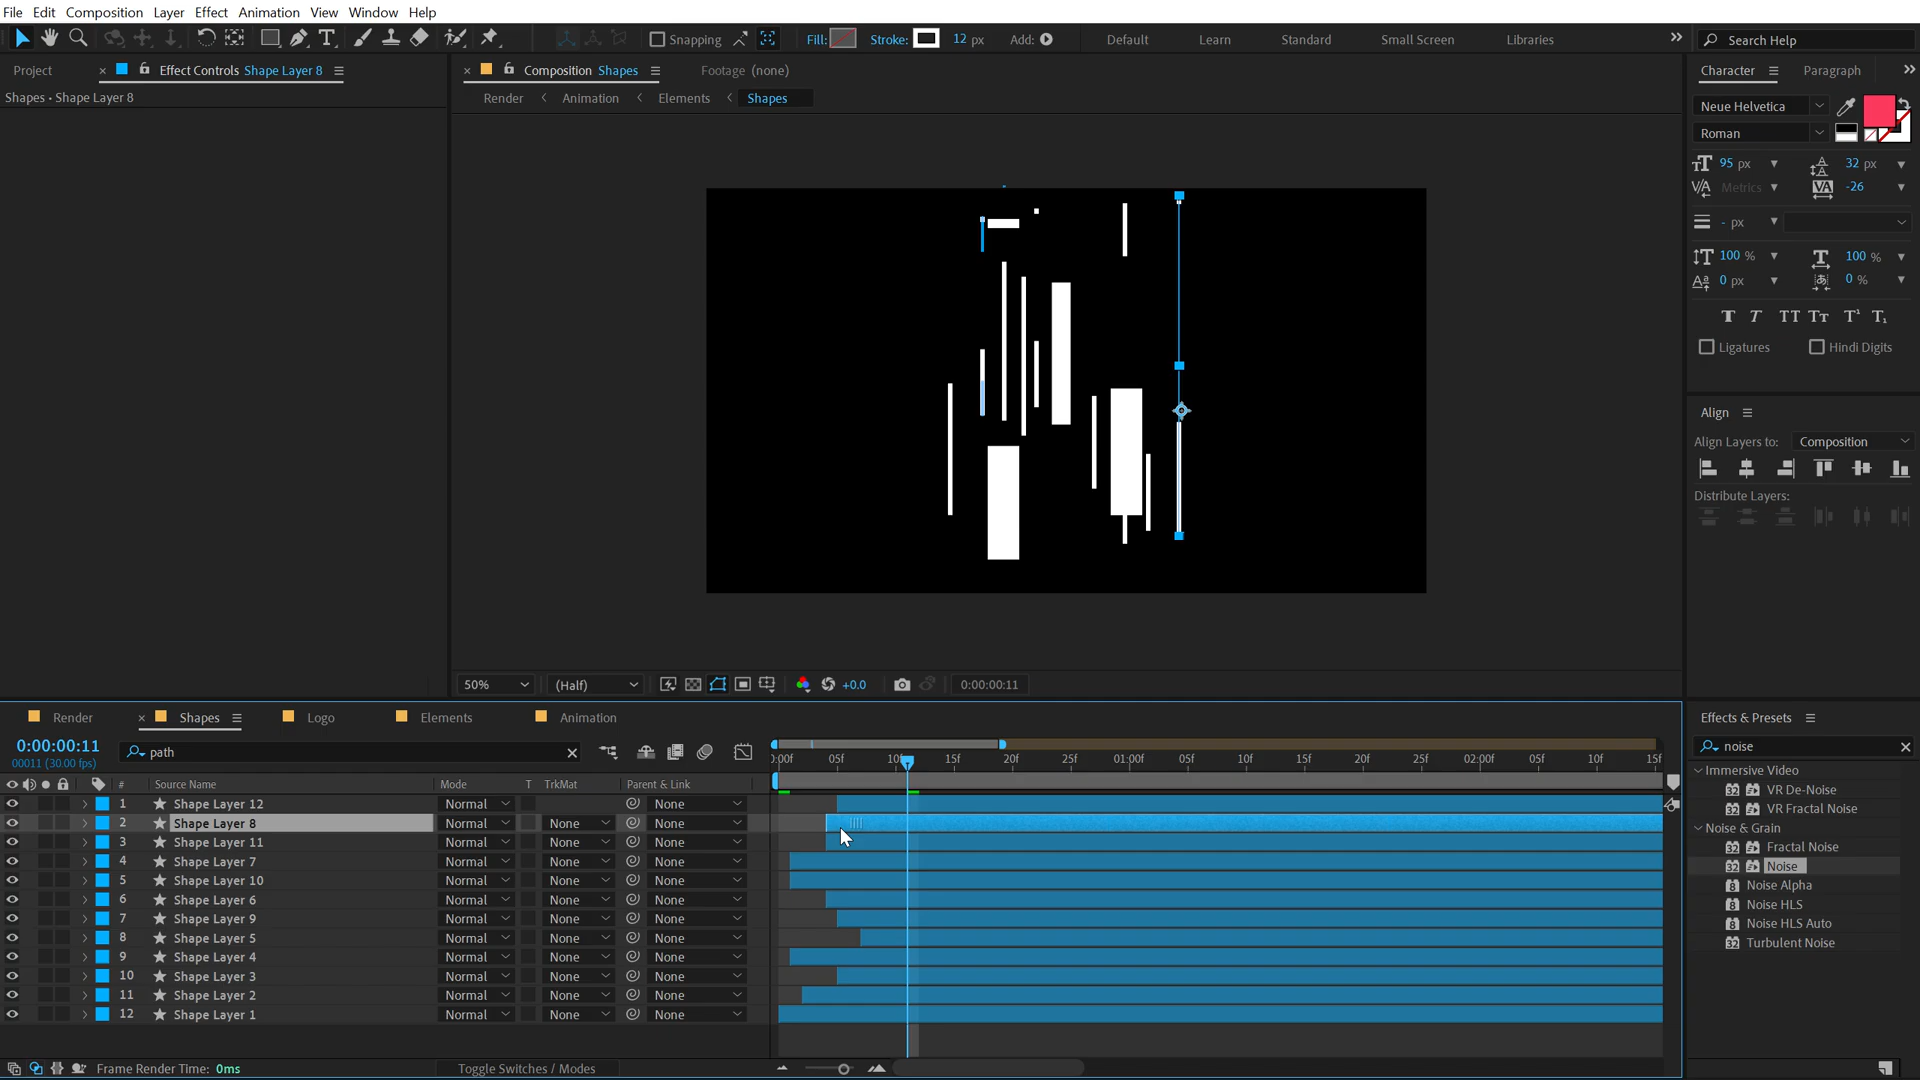 File Edit Composition Layer Effect Animation View Window Help
Snapping Fill: Stroke: 12 px Add: Default Learn Standard Small Screen Libraries Search Help
Project Effect Controls Shape Layer 8 Composition Shapes Footage (none) Character Paragraph
Shapes • Shape Layer 8 Render Animation Elements Shapes
Neue Helvetica
Roman
95 px 32 px
Metrics -26
- px
100 % 100 %
0 px 0 %
Ligatures Hindi Digits
Align
Align Layers to: Composition
Distribute Layers:
50% (Half) +0.0 0:00:00:11
Render Shapes Logo Elements Animation Effects & Presets
0:00:00:11 path noise
00011 (30.00 fps) :00f 05f 10f 15f 20f 25f 01:00f 05f 10f 15f 20f 25f 02:00f 05f 10f 15f
# Source Name Mode T TrkMat Parent & Link
1 Shape Layer 12 Normal None
2 Shape Layer 8 Normal None None
3 Shape Layer 11 Normal None None
4 Shape Layer 7 Normal None None
5 Shape Layer 10 Normal None None
6 Shape Layer 6 Normal None None
7 Shape Layer 9 Normal None None
8 Shape Layer 5 Normal None None
9 Shape Layer 4 Normal None None
10 Shape Layer 3 Normal None None
11 Shape Layer 2 Normal None None
12 Shape Layer 1 Normal None None
Immersive Video
VR De-Noise
VR Fractal Noise
Noise & Grain
Fractal Noise
Noise
Noise Alpha
Noise HLS
Noise HLS Auto
Turbulent Noise
Frame Render Time: 0ms Toggle Switches / Modes